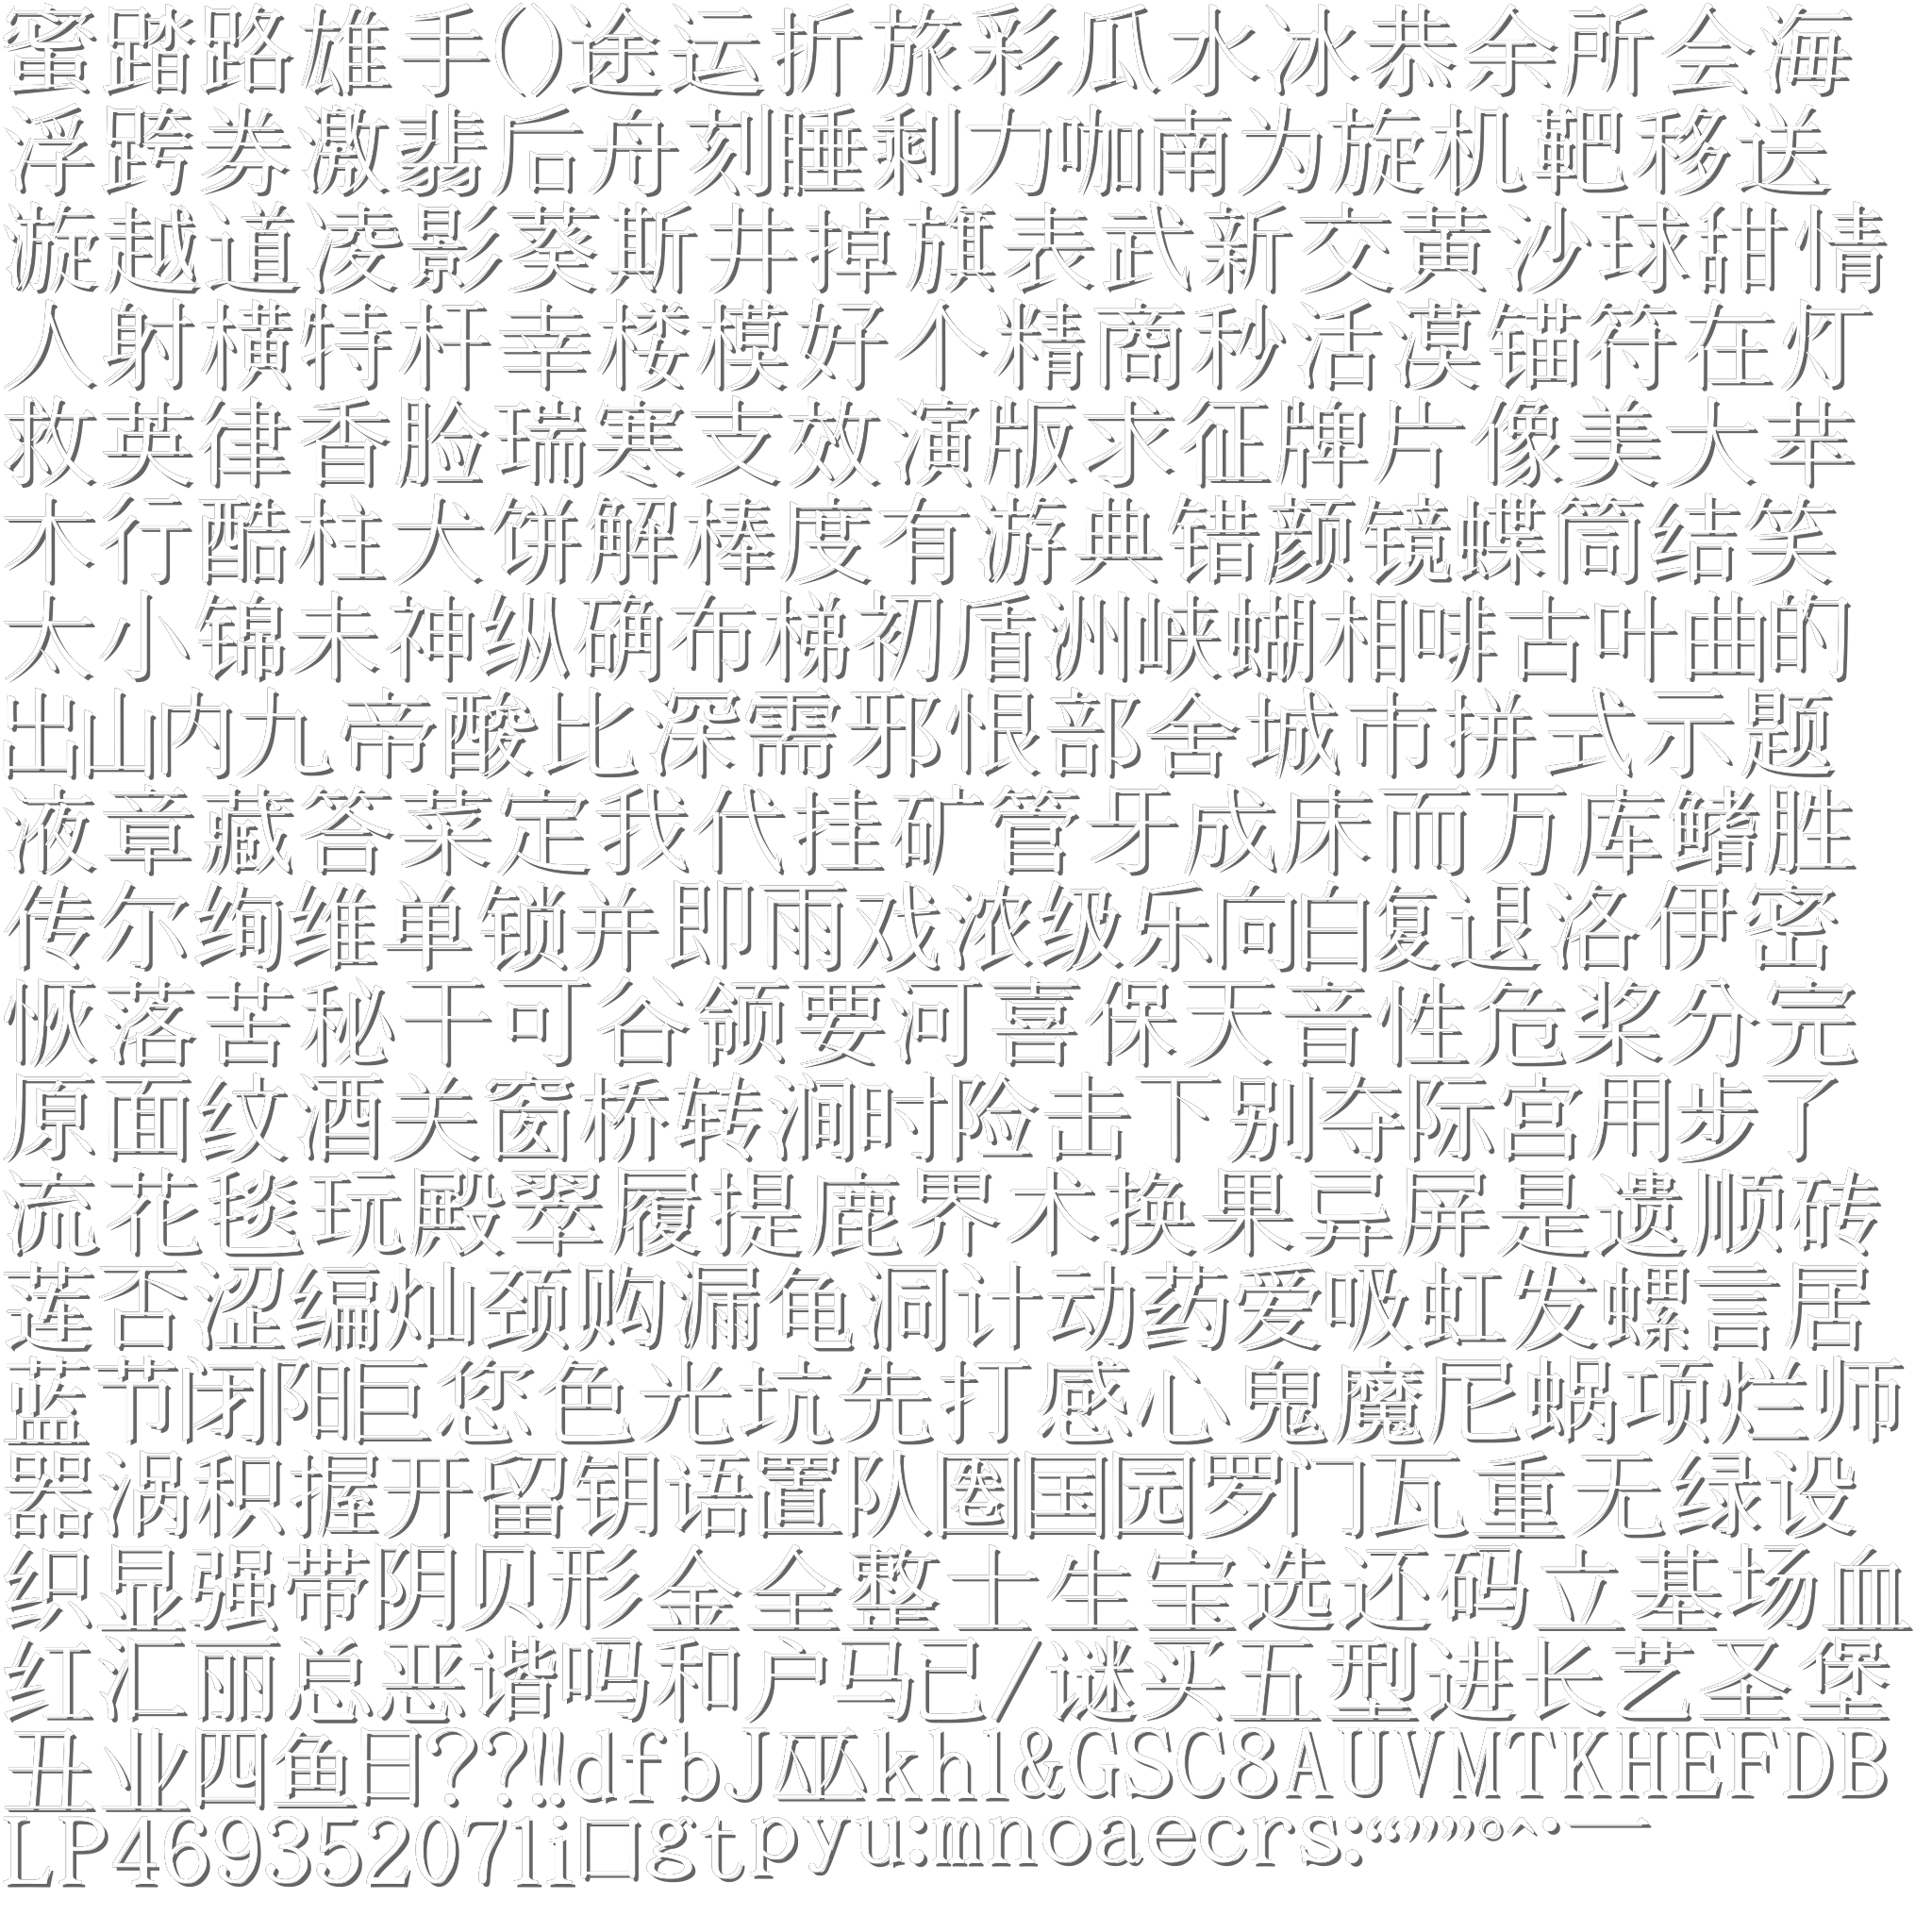 蜜踏路雄手()途运折旅彩瓜水冰恭余所会海
浮跨券激翡后舟刻睡剩力咖南为旋机靶移送
漩越道凌影葵斯井掉旗表武新交黄沙球甜情
人射横特杆幸楼模好个精商秒活漠锚符在灯
救英律香脸瑞寒支效演版求征牌片像美大苹
木行酷柱犬饼解棒度有游典错颜镜蝶筒结笑
太小锦未神纵确布梯初盾洲峡蝴相啡古叶曲的
出山内九帝酸比深需邪恨部舍城市拼式示题
液章藏答菜定我代挂矿管牙成床而万库鳍胜
传尔绚维单锁并即雨戏浓级乐向白复退洛伊密
恢落苦秘干可谷颔要河喜保天音性危桨分完
原面纹酒关窗桥转涧时险击下别夺际宫用步了
流花毯玩殿翠履提鹿界术换果异屏是遗顺砖
莲否涩编灿颈购漏龟洞计动药爱吸虹发螺言居
蓝节闭阳巨您色光坑先打感心鬼魔尼蜗项烂师
器涡积握开留钥语置队圈国园罗门瓦重无绿设
织显强带阴贝形金全整士生宝选还码立基场血
红汇丽总恶谐吗和户马己/谜买五型进长艺圣堡
丑业四鱼日??!!dfbJ巫khl&GSC8AUVMTKHEFDB
LP469352071i口gtpyu:mnoaecrs;“”’”°^·一